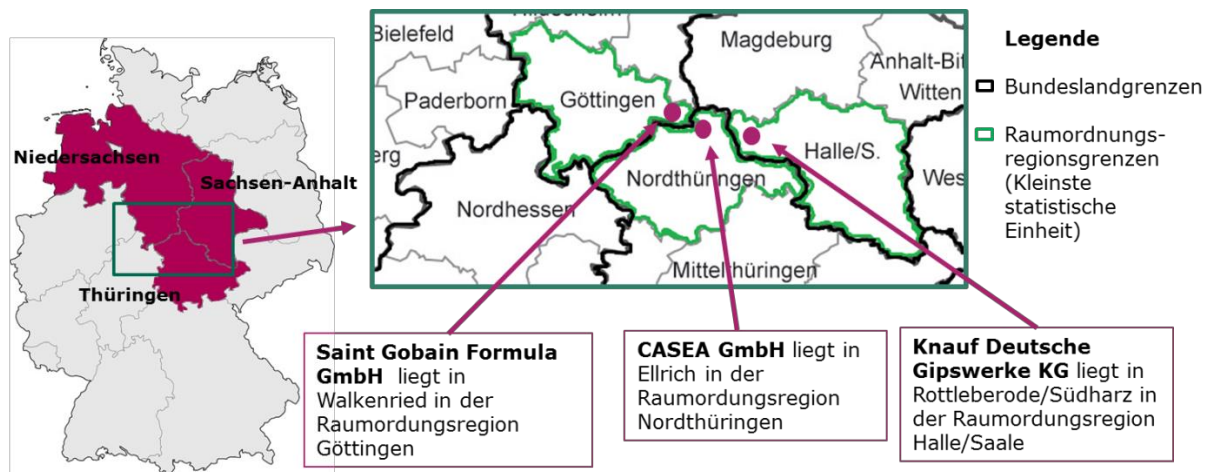 Niedersachsen
Sachsen-Anhalt
Thüringen
Bielefeld
Magdeburg
Anhalt-Bit
Witten
Paderborn
Göttingen
erg
Halle/S.
Nordthüringen
Wes
Nordhessen
Mittelthüringen
Legende
Bundeslandgrenzen
Raumordnungs-
regionsgrenzen
(Kleinste
statistische
Einheit)
Saint Gobain Formula
GmbH liegt in
Walkenried in der
Raumordungsregion
Göttingen
CASEA GmbH liegt in
Ellrich in der
Raumordungsregion
Nordthüringen
Knauf Deutsche
Gipswerke KG liegt in
Rottleberode/Südharz in
der Raumordungsregion
Halle/Saale